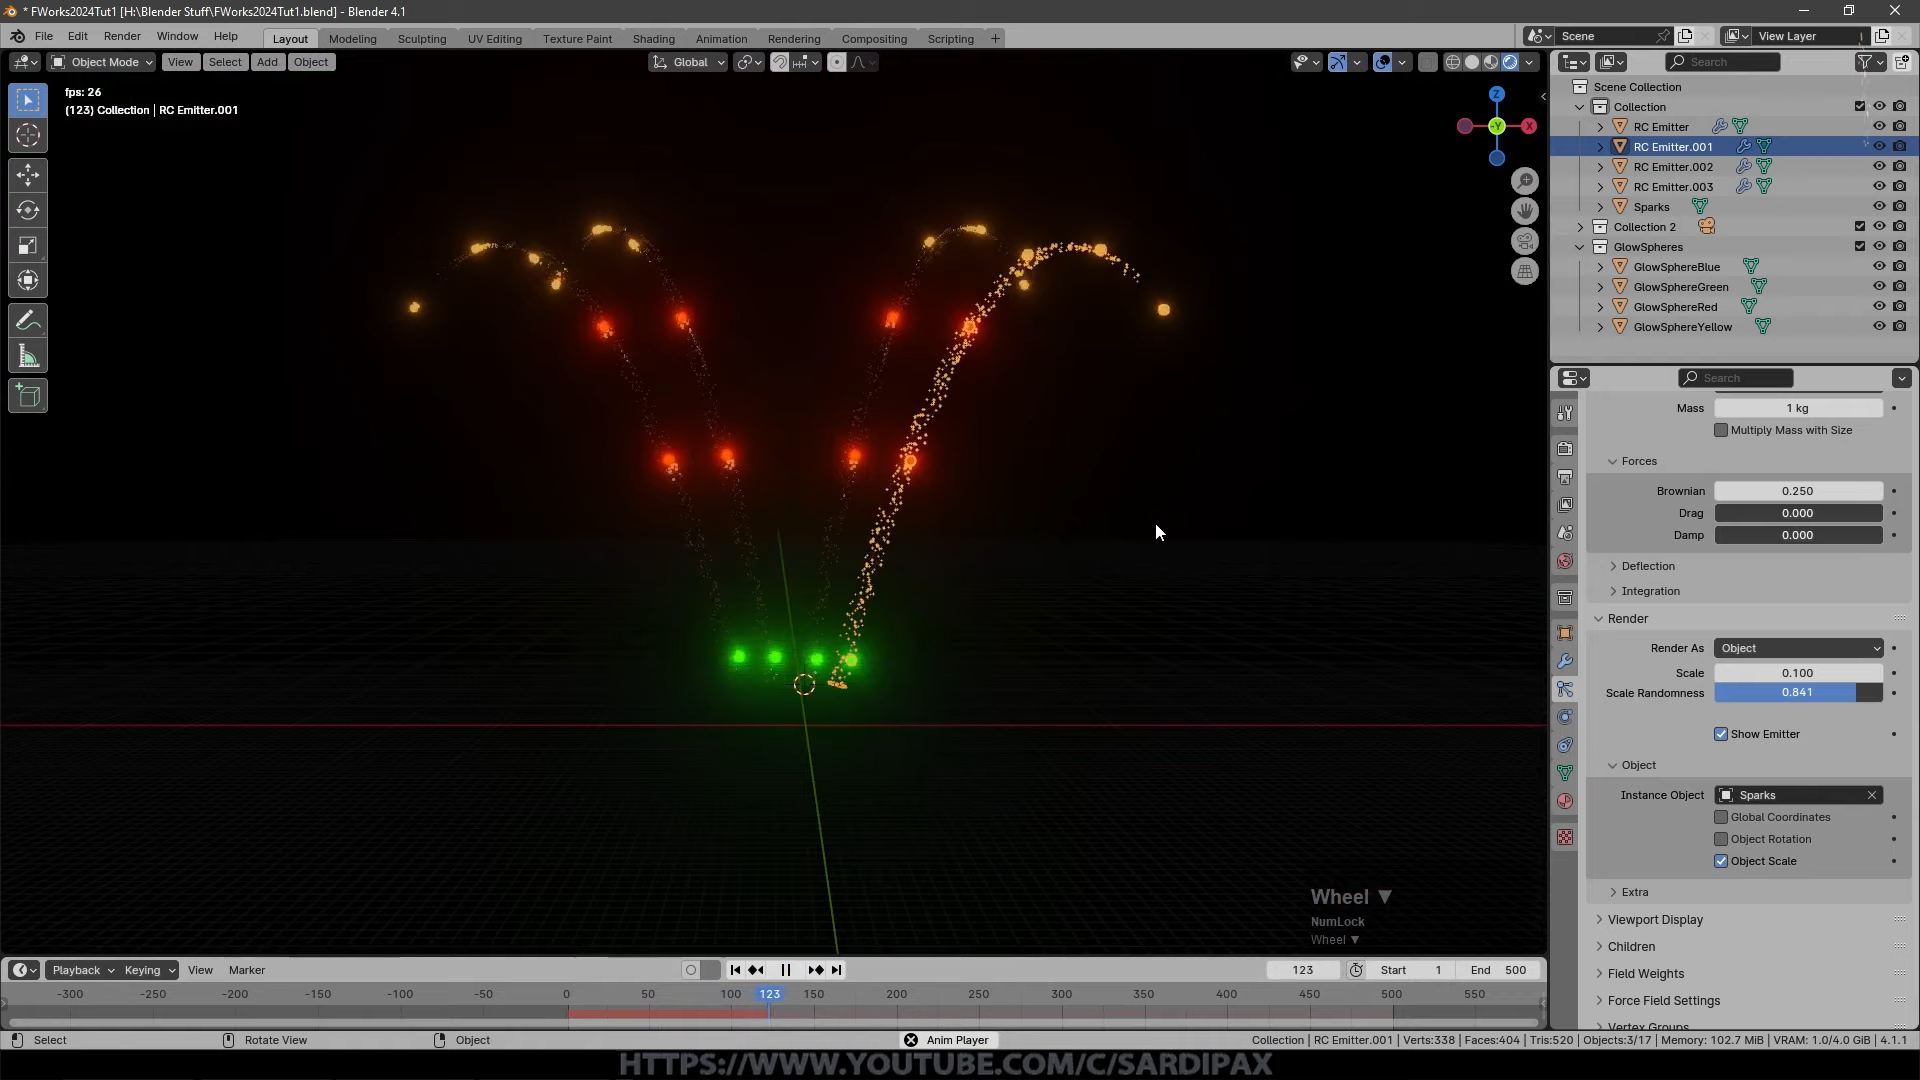 * FWorks2024Tut1 [H:\Blender Stuff\FWorks2024Tut1.blend] - Blender 4.1
File Edit Render Window Help
Layout Modeling Sculpting UV Editing Texture Paint Shading Animation Rendering Compositing Scripting +
Scene
View Layer
Object Mode View Select Add Object
Global
fps: 26
(123) Collection | RC Emitter.001
Z
-Y
X
Search
Scene Collection
Collection
RC Emitter
RC Emitter.001
RC Emitter.002
RC Emitter.003
Sparks
Collection 2
GlowSpheres
GlowSphereBlue
GlowSphereGreen
GlowSphereRed
GlowSphereYellow
Search
Mass 1 kg
Multiply Mass with Size
Forces
Brownian 0.250
Drag 0.000
Damp 0.000
Deflection
Integration
Render
Render As Object
Scale 0.100
Scale Randomness 0.841
Show Emitter
Object
Instance Object Sparks
Global Coordinates
Object Rotation
Object Scale
Extra
Viewport Display
Children
Field Weights
Force Field Settings
Vertex Groups
Wheel ▼
NumLock
Wheel ▼
Playback Keying View Marker
123 Start 1 End 500
-300 -250 -200 -150 -100 -50 0 50 100 123 150 200 250 300 350 400 450 500 550
Select Rotate View Object
Anim Player
Collection | RC Emitter.001 | Verts:338 | Faces:404 | Tris:520 | Objects:3/17 | Memory: 102.7 MiB | VRAM: 1.0/4.0 GiB | 4.1.1
HTTPS://WWW.YOUTUBE.COM/C/SARDIPAX